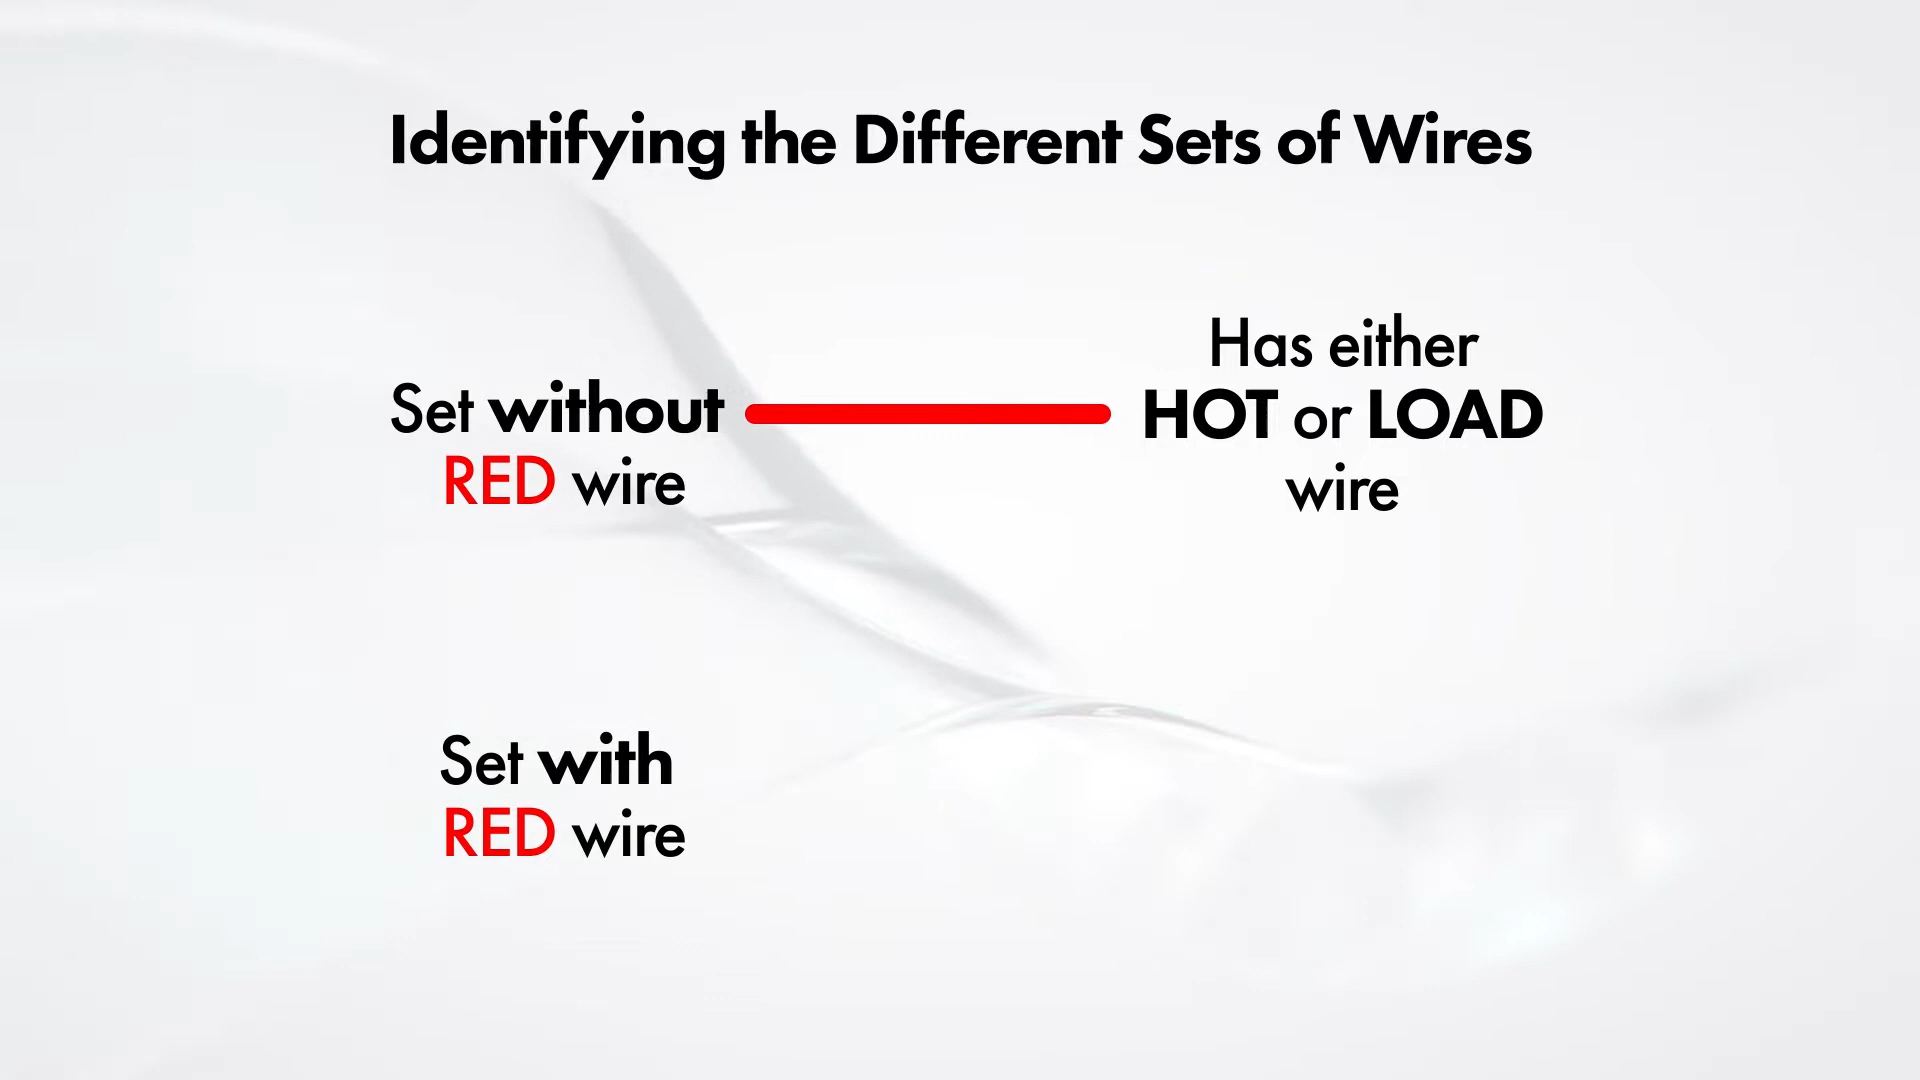 Identifying the Different Sets of Wires
Set without
RED wire
Has either
HOT or LOAD
wire
Set with
RED wire